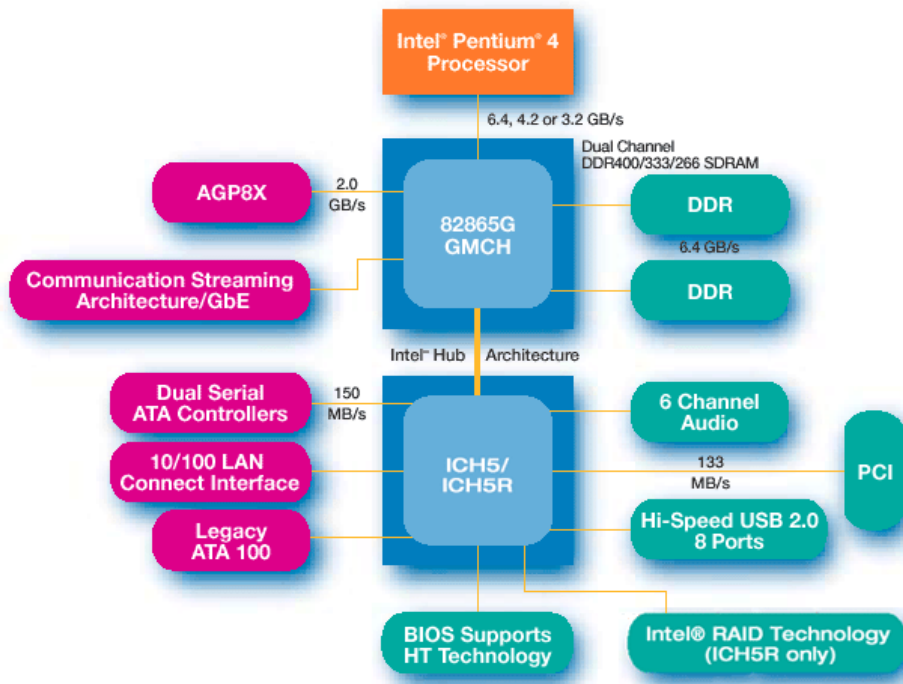 Intel® Pentium® 4
Processor
6.4, 4.2 or 3.2 GB/s
Dual Channel
DDR400/333/266 SDRAM
AGP8X
2.0
GB/s
82865G
GMCH
DDR
6.4 GB/s
DDR
Communication Streaming
Architecture/GbE
Intel® Hub Architecture
Dual Serial
ATA Controllers
150
MB/s
6 Channel
Audio
10/100 LAN
Connect Interface
ICH5/
ICH5R
133
MB/s
PCI
Legacy
ATA 100
Hi-Speed USB 2.0
8 Ports
BIOS Supports
HT Technology
Intel® RAID Technology
(ICH5R only)